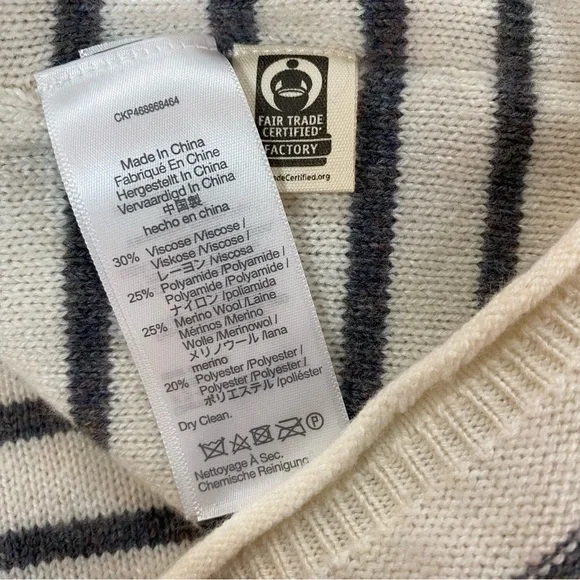 CKP468868464
Made In China
Fabriqué En Chine
Hergestellt In China
Vervaardigd In China
中国製
hecho en china
30% Viscose /Viscose /
Viskose /Viscose /
レーヨン /viscosa
25% Polyamide /Polyamide /
Polyamide /Polyamide /
ナイロン /poliamida
25% Merino Wool /Laine
Mérinos /Merino
Wolle /Merinowol /
メリノウール /lana
merino
20% Polyester /Polyester /
Polyester /Polyester /
ポリエステル /poliéster
Dry Clean.
P
Nettoyage À Sec.
Chemische Reinigung
FAIR TRADE
CERTIFIED
FACTORY
deCertified.org